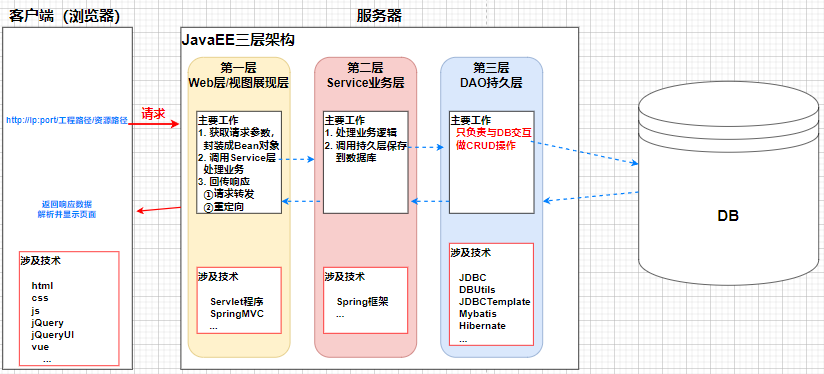 客户端（浏览器）
服务器
JavaEE三层架构
http://ip:port/工程路径/资源路径
请求
返回响应数据
解析并显示页面
涉及技术
html
css
js
jQuery
jQueryUI
vue
...
第一层
Web层/视图展现层
主要工作
1. 获取请求参数，
封装成Bean对象
2. 调用Service层
处理业务
3. 回传响应
①请求转发
②重定向
涉及技术
Servlet程序
SpringMVC
...
第二层
Service业务层
主要工作
1. 处理业务逻辑
2. 调用持久层保存
到数据库
涉及技术
Spring框架
...
第三层
DAO持久层
主要工作
只负责与DB交互
做CRUD操作
涉及技术
JDBC
DBUtils
JDBCTemplate
Mybatis
Hibernate
...
DB